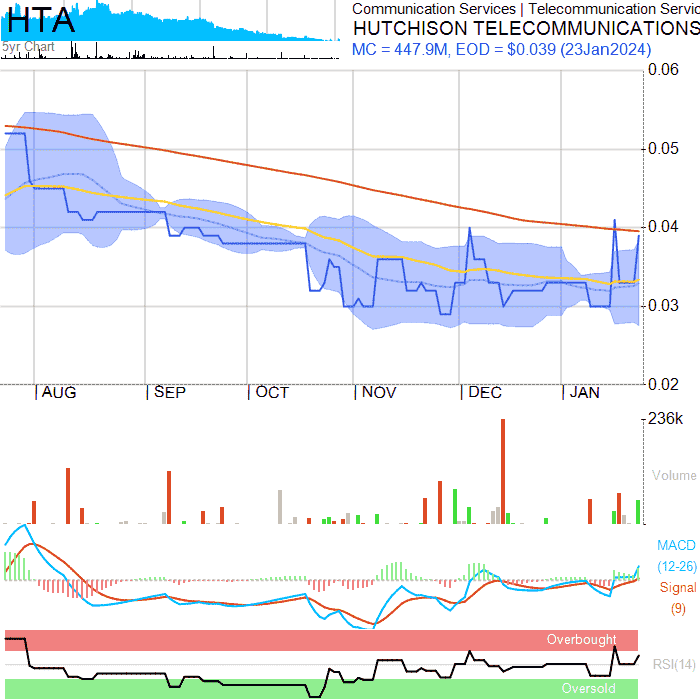 HTA
5yr Chart
Communication Services | Telecommunication Servic
HUTCHISON TELECOMMUNICATIONS
MC = 447.9M, EOD = $0.039 (23Jan2024)
0.06
0.05
0.04
0.03
0.02
| AUG | SEP | OCT | NOV | DEC | JAN
236k
Volume
MACD
(12-26)
Signal
(9)
Overbought
RSI(14)
Oversold